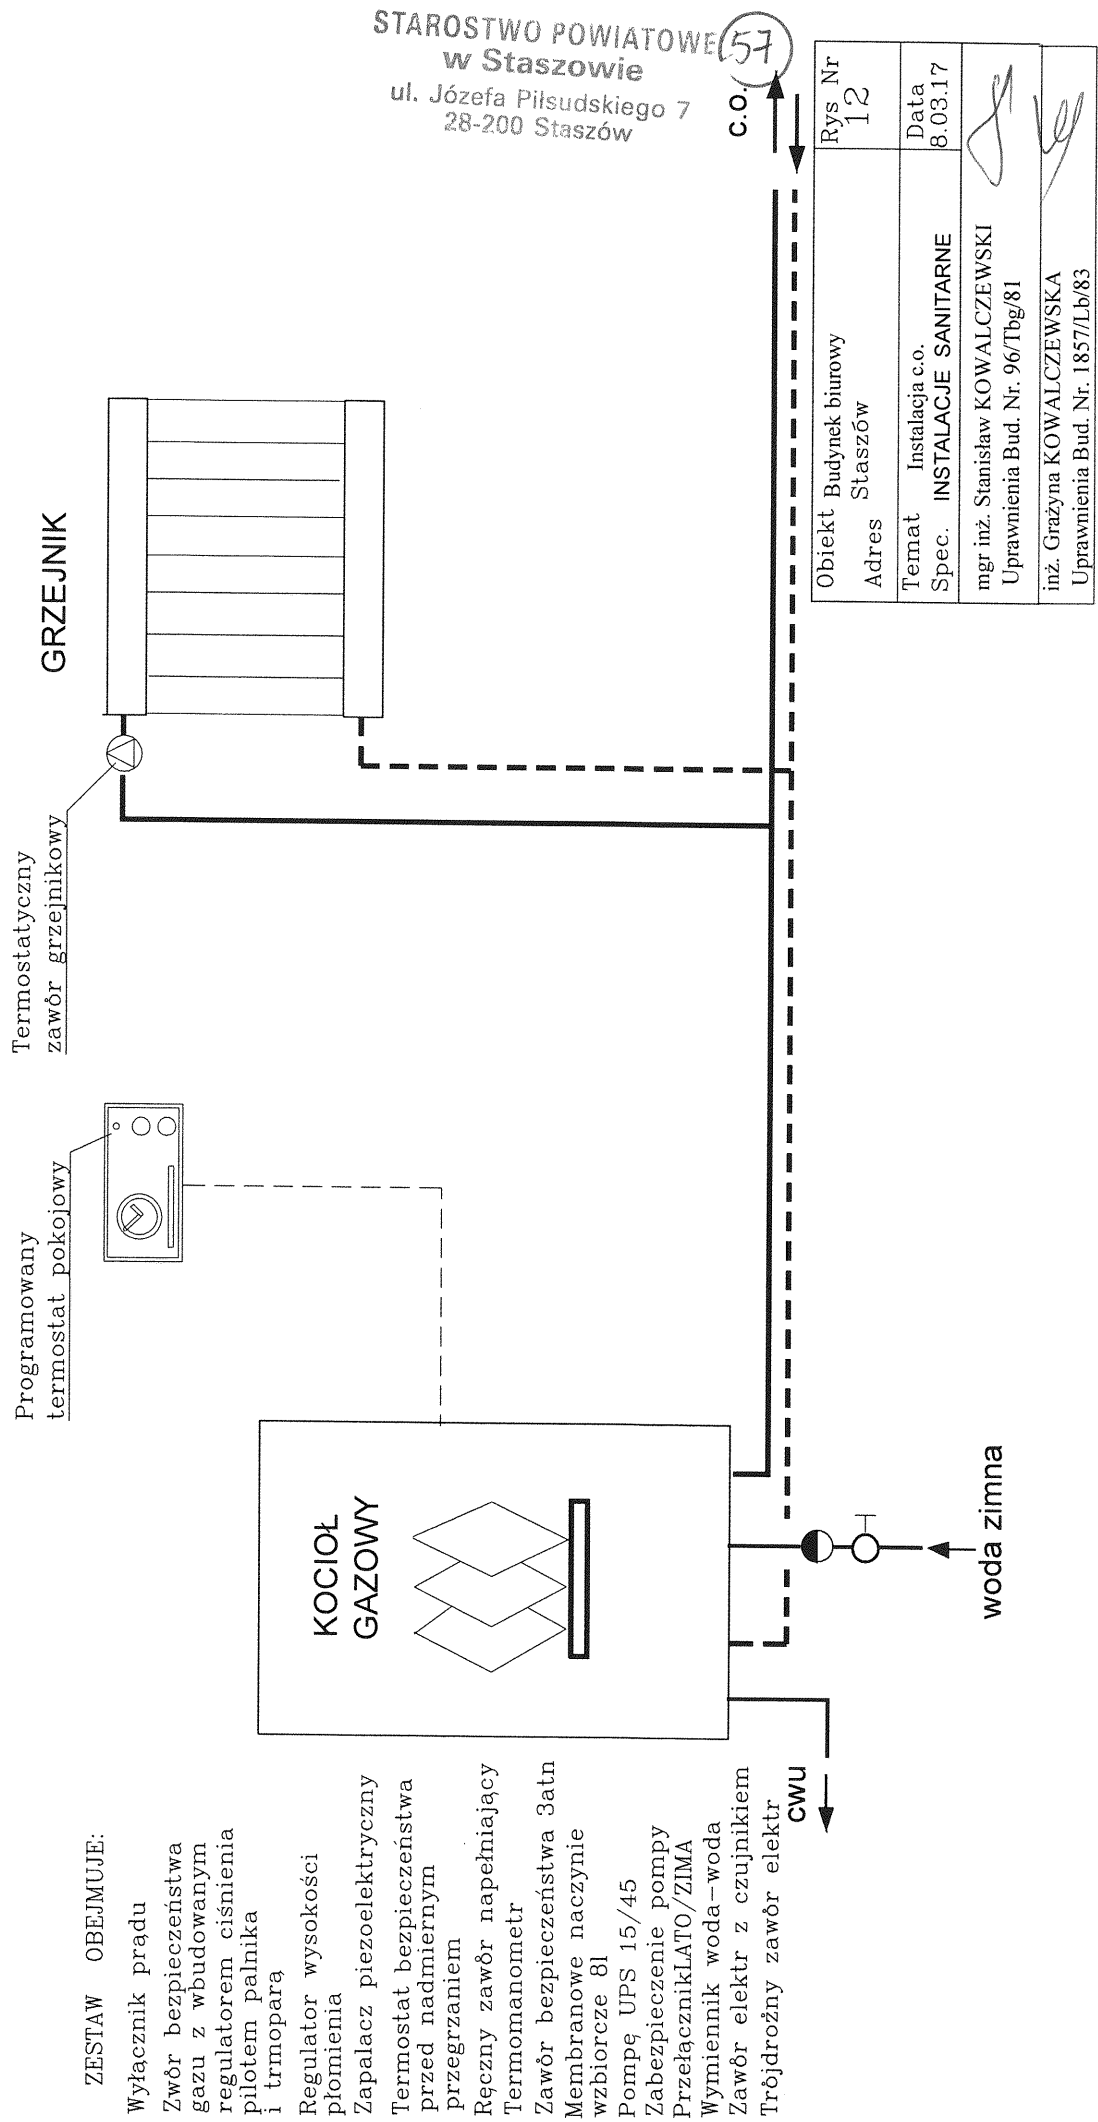 STAROSTWO POWIATOWE
w Staszowie
ul. Józefa Piłsudskiego 7
28-200 Staszów
57
ZESTAW OBEJMUJE:
Wyłącznik prądu
Zwór bezpieczeństwa
gazu z wbudowanym
regulatorem ciśnienia
pilotem palnika
i trmoparą
Regulator wysokości
płomienia
Zapalacz piezoelektryczny
Termostat bezpieczeństwa
przed nadmiernym
przegrzaniem
Ręczny zawór napełniający
Termomanometr
Zawór bezpieczeństwa 3atn
Membranowe naczynie
wzbiorcze 8l
Pompę UPS 15/45
Zabezpieczenie pompy
PrzełącznikLATO/ZIMA
Wymiennik woda-woda
Zawór elektr z czujnikiem
Trójdrożny zawór elektr
cwu
KOCIOŁ
GAZOWY
woda zimna
Programowany
termostat pokojowy
Termostatyczny
zawór grzejnikowy
GRZEJNIK
c.o.
Obiekt Budynek biurowy
Staszów
Adres
Rys Nr
12
Temat Instalacja c.o.
Spec. INSTALACJE SANITARNE
Data
8.03.17
mgr inż. Stanisław KOWALCZEWSKI
Uprawnienia Bud. Nr. 96/Tbg/81
inż. Grażyna KOWALCZEWSKA
Uprawnienia Bud. Nr. 1857/Lb/83